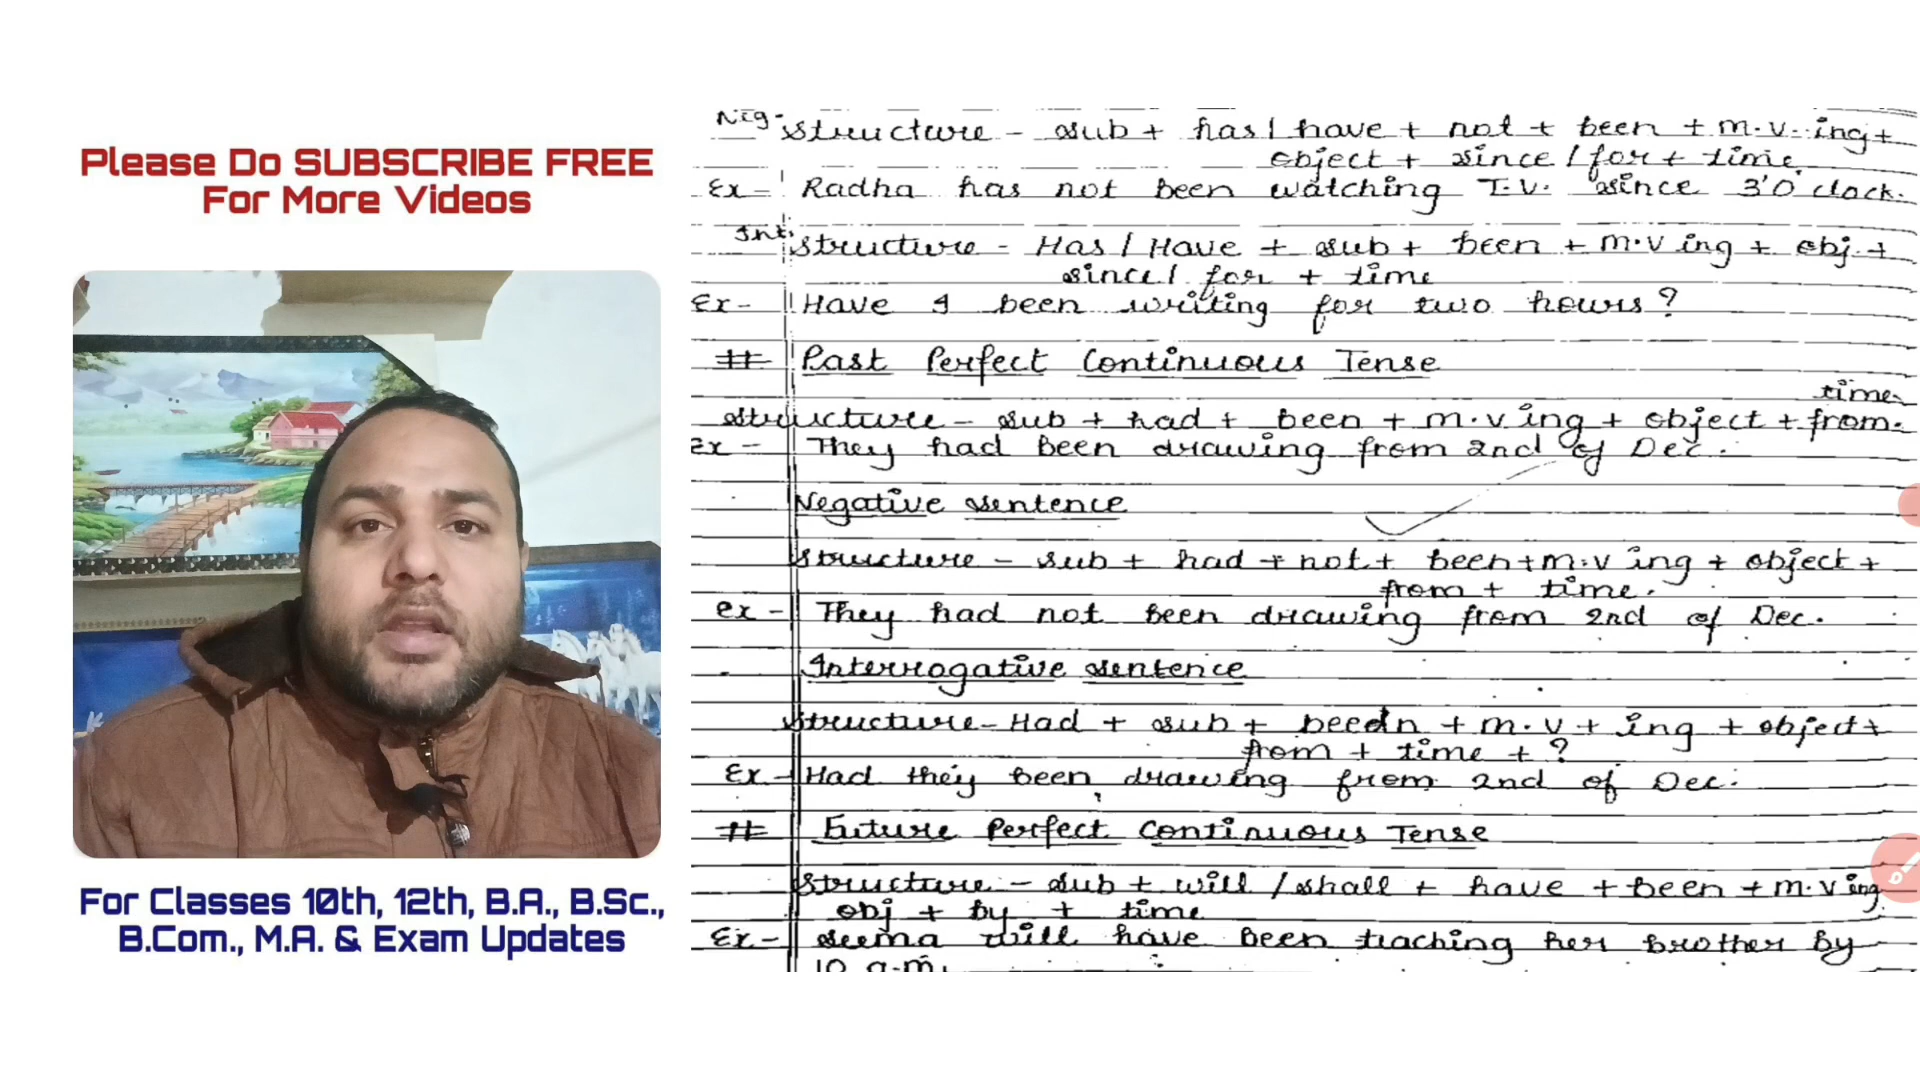 Please Do SUBSCRIBE FREE
For More Videos
For Classes 10th, 12th, B.A., B.Sc.,
B.Com., M.A. & Exam Updates
Neg- Structure - sub + has/have + not + been + m.v. ing +
object + since/for + time.
Ex - Radha has not been watching T.V. since 3'0 clock.
Int. Structure - Has/Have + sub + been + m.v ing + obj. +
since/for + time
Ex - Have I been writing for two hours?
# Past Perfect Continuous Tense
time
Structure - sub + had + been + m.v ing + object + from.
ex - They had been drawing from 2nd of Dec.
Negative sentence
Structure - sub + had + not + been + m.v ing + object +
from + time.
ex - They had not been drawing from 2nd of Dec.
Interrogative sentence
Structure - Had + sub + + m.v + ing + object +
from + time + ?
Ex - Had they been drawing from 2nd of Dec.
# Future Perfect Continuous Tense
Structure - sub + will/shall + have + been + m.v ing
obj + by + time
Ex - Seema will have been teaching her brother by
10 a.m.